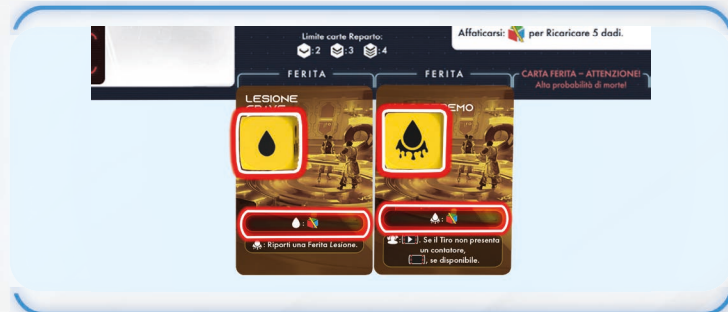 Limite carte Reparto:
:2 :3 :4
Affaticarsi: per Ricaricare 5 dadi.
FERITA
FERITA
CARTA FERITA – ATTENZIONE!
Alta probabilità di morte!
LESIONE
: Riporti una Ferita Lesione.
: . Se il Tiro non presenta
un contatore,
, se disponibile.